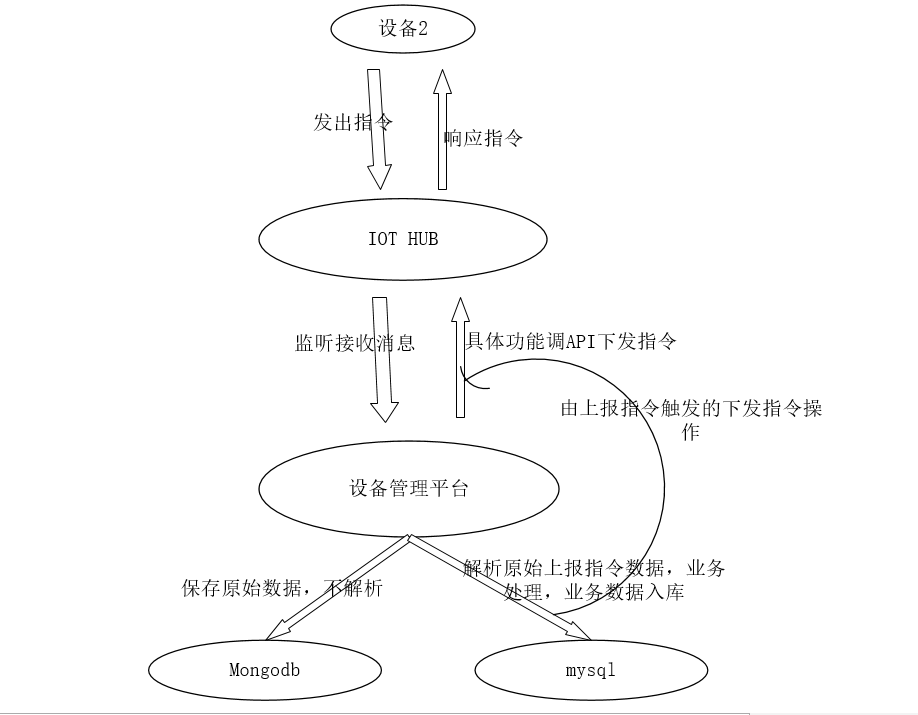 设备2
发出指令
响应指令
IOT HUB
监听接收消息
具体功能调API下发指令
由上报指令触发的下发指令操
作
设备管理平台
保存原始数据，不解析
解析原始上报指令数据，业务
处理，业务数据入库
Mongodb
mysql